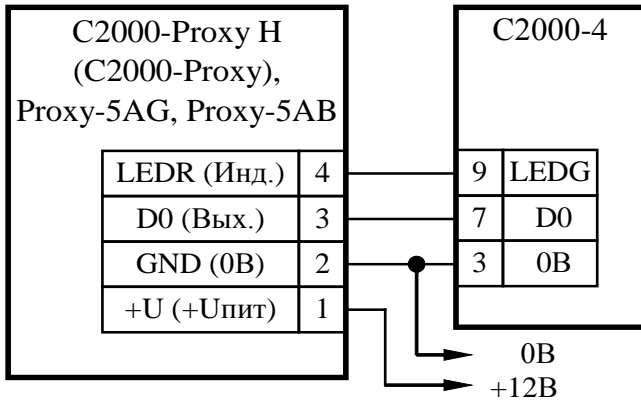 С2000-Proxy Н
(С2000-Proxy),
Proxy-5AG, Proxy-5AB
LEDR (Инд.) 4
D0 (Вых.) 3
GND (0В) 2
+U (+Uпит) 1
С2000-4
9 LEDG
7 D0
3 0В
0В
+12В